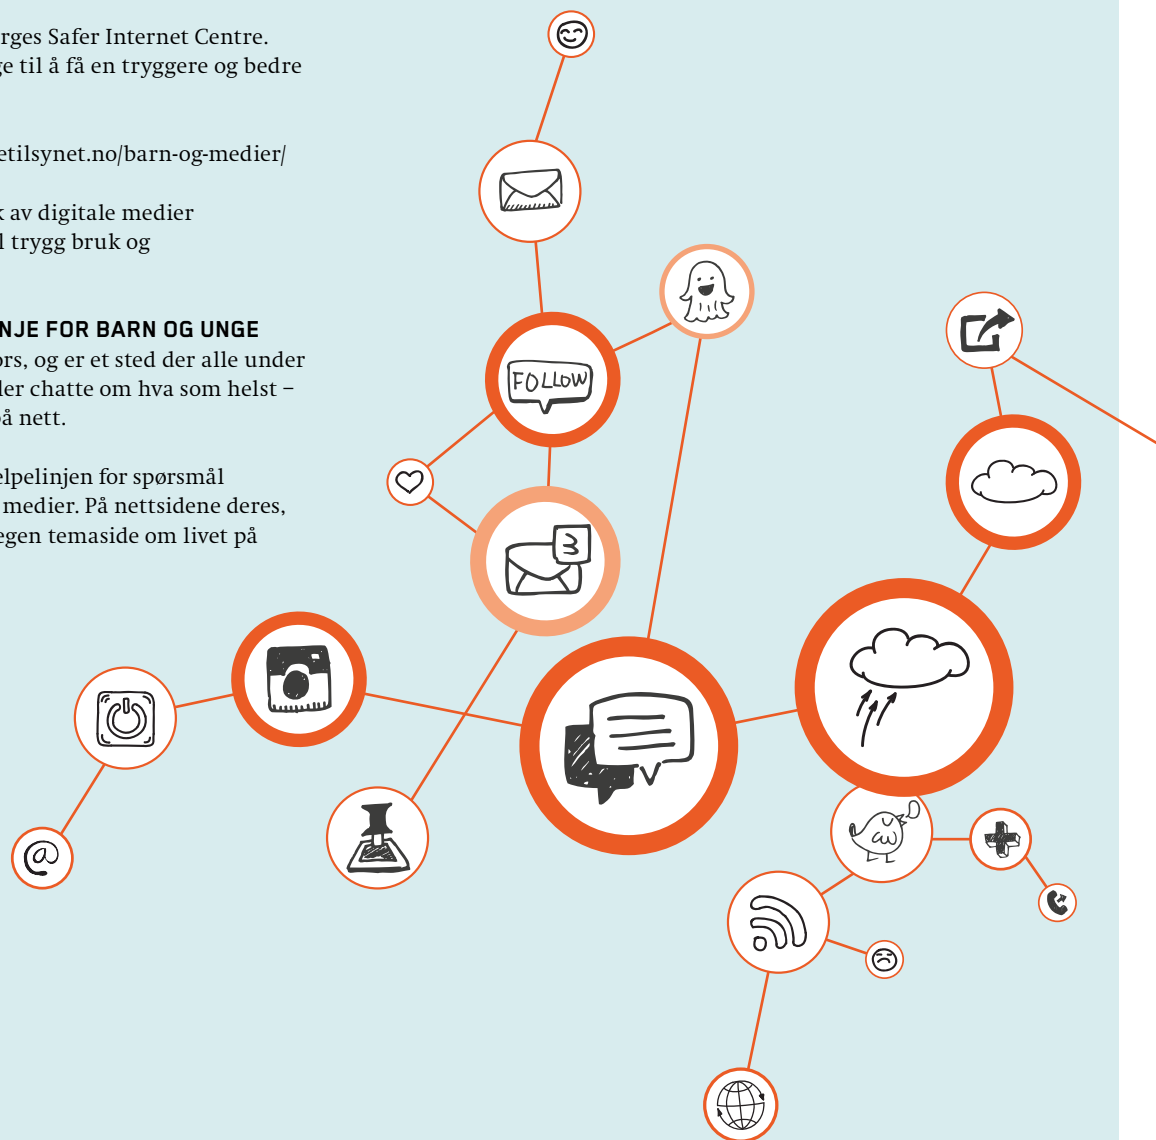 rges Safer Internet Centre.
ge til å få en tryggere og bedre
etilsynet.no/barn-og-medier/
k av digitale medier
l trygg bruk og
NJE FOR BARN OG UNGE
ors, og er et sted der alle under
ler chatte om hva som helst –
på nett.
elpelinjen for spørsmål
medier. På nettsidene deres,
egen temaside om livet på
FOLLOW
3
@